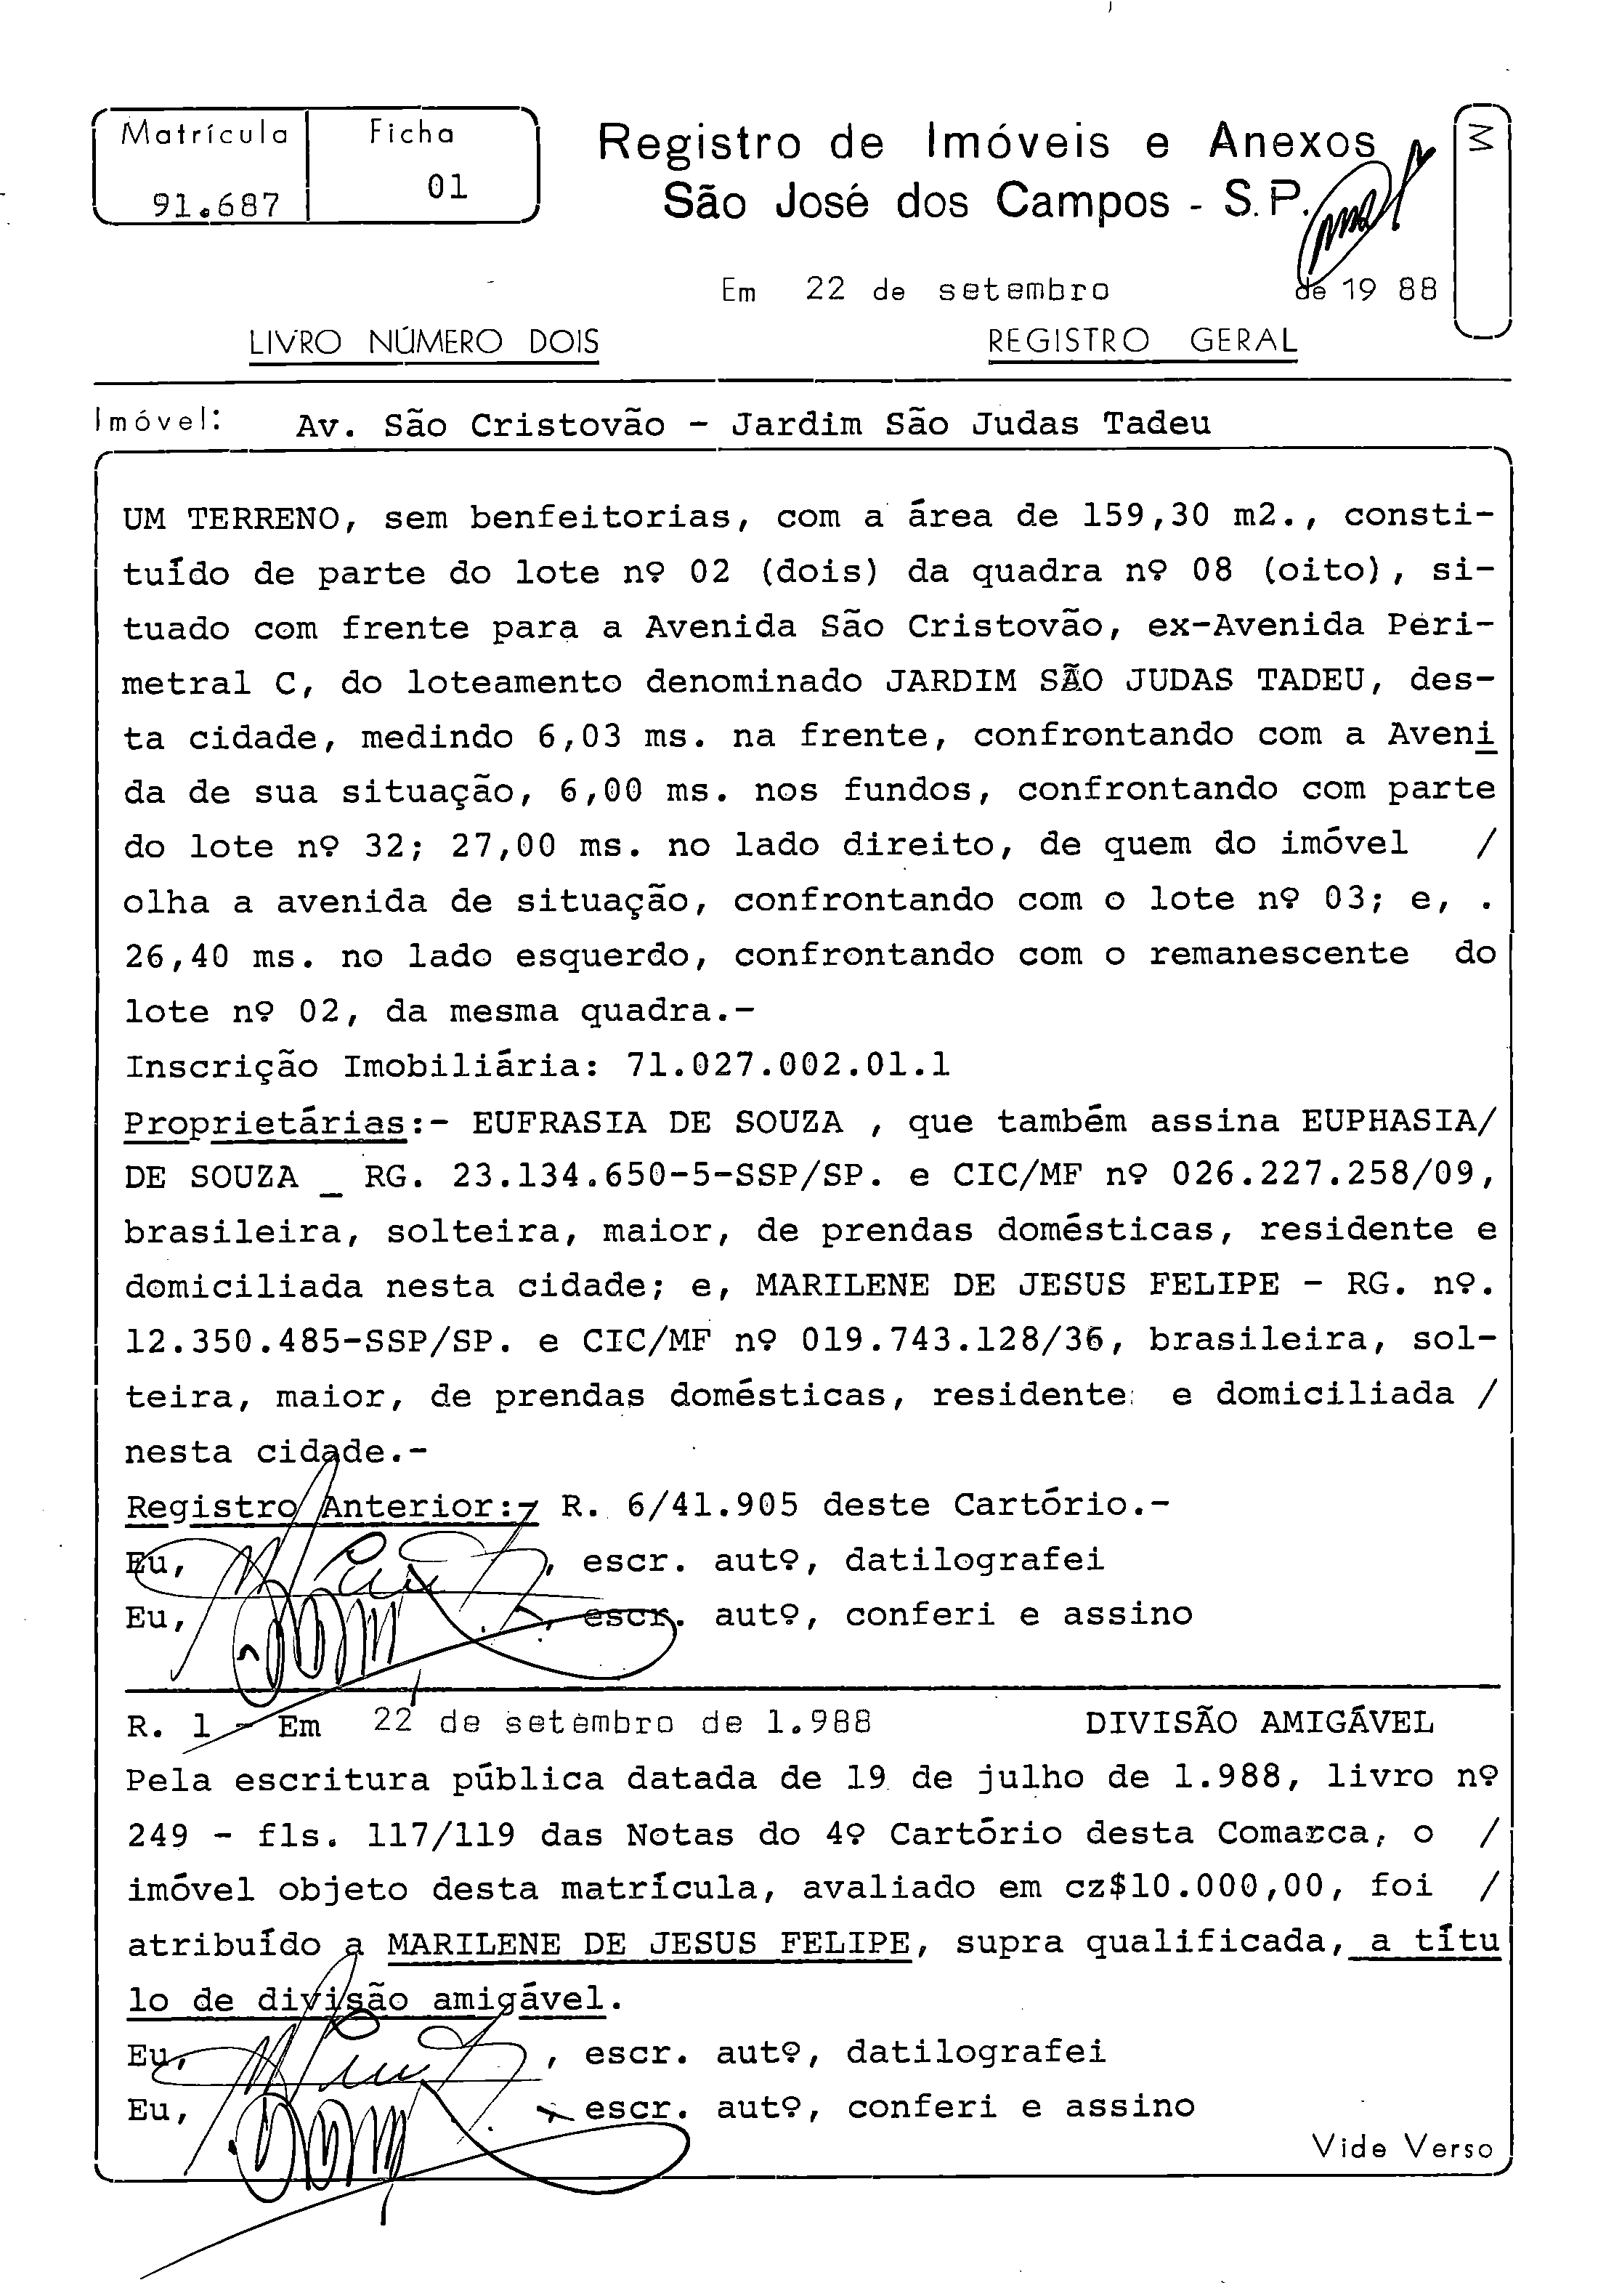 Matrícula
91.687
Ficha
01
Registro de Imóveis e Anexos
São José dos Campos - S.P.
M
Em 22 de setembro de 19 88
LIVRO NÚMERO DOIS REGISTRO GERAL
Imóvel: Av. São Cristovão - Jardim São Judas Tadeu
UM TERRENO, sem benfeitorias, com a área de 159,30 m2., consti-
tuído de parte do lote nº 02 (dois) da quadra nº 08 (oito), si-
tuado com frente para a Avenida São Cristovão, ex-Avenida Peri-
metral C, do loteamento denominado JARDIM SÃO JUDAS TADEU, des-
ta cidade, medindo 6,03 ms. na frente, confrontando com a Aveni
da de sua situação, 6,00 ms. nos fundos, confrontando com parte
do lote nº 32; 27,00 ms. no lado direito, de quem do imóvel /
olha a avenida de situação, confrontando com o lote nº 03; e, .
26,40 ms. no lado esquerdo, confrontando com o remanescente do
lote nº 02, da mesma quadra.-
Inscrição Imobiliária: 71.027.002.01.1
Proprietárias:- EUFRASIA DE SOUZA , que também assina EUPHASIA/
DE SOUZA _ RG. 23.134.650-5-SSP/SP. e CIC/MF nº 026.227.258/09,
brasileira, solteira, maior, de prendas domésticas, residente e
domiciliada nesta cidade; e, MARILENE DE JESUS FELIPE - RG. nº.
12.350.485-SSP/SP. e CIC/MF nº 019.743.128/36, brasileira, sol-
teira, maior, de prendas domésticas, residente e domiciliada /
nesta cidade.-
Registro Anterior:- R. 6/41.905 deste Cartório.-
Eu, , escr. autº, datilografei
Eu, , escr. autº, conferi e assino
R. 1 - Em 22 de setembro de 1.988 DIVISÃO AMIGÁVEL
Pela escritura pública datada de 19 de julho de 1.988, livro nº
249 - fls. 117/119 das Notas do 4º Cartório desta Comarca, o /
imóvel objeto desta matrícula, avaliado em cz$10.000,00, foi /
atribuído a MARILENE DE JESUS FELIPE, supra qualificada, a títu
lo de divisão amigável.
Eu, , escr. autº, datilografei
Eu, , escr. autº, conferi e assino
Vide Verso